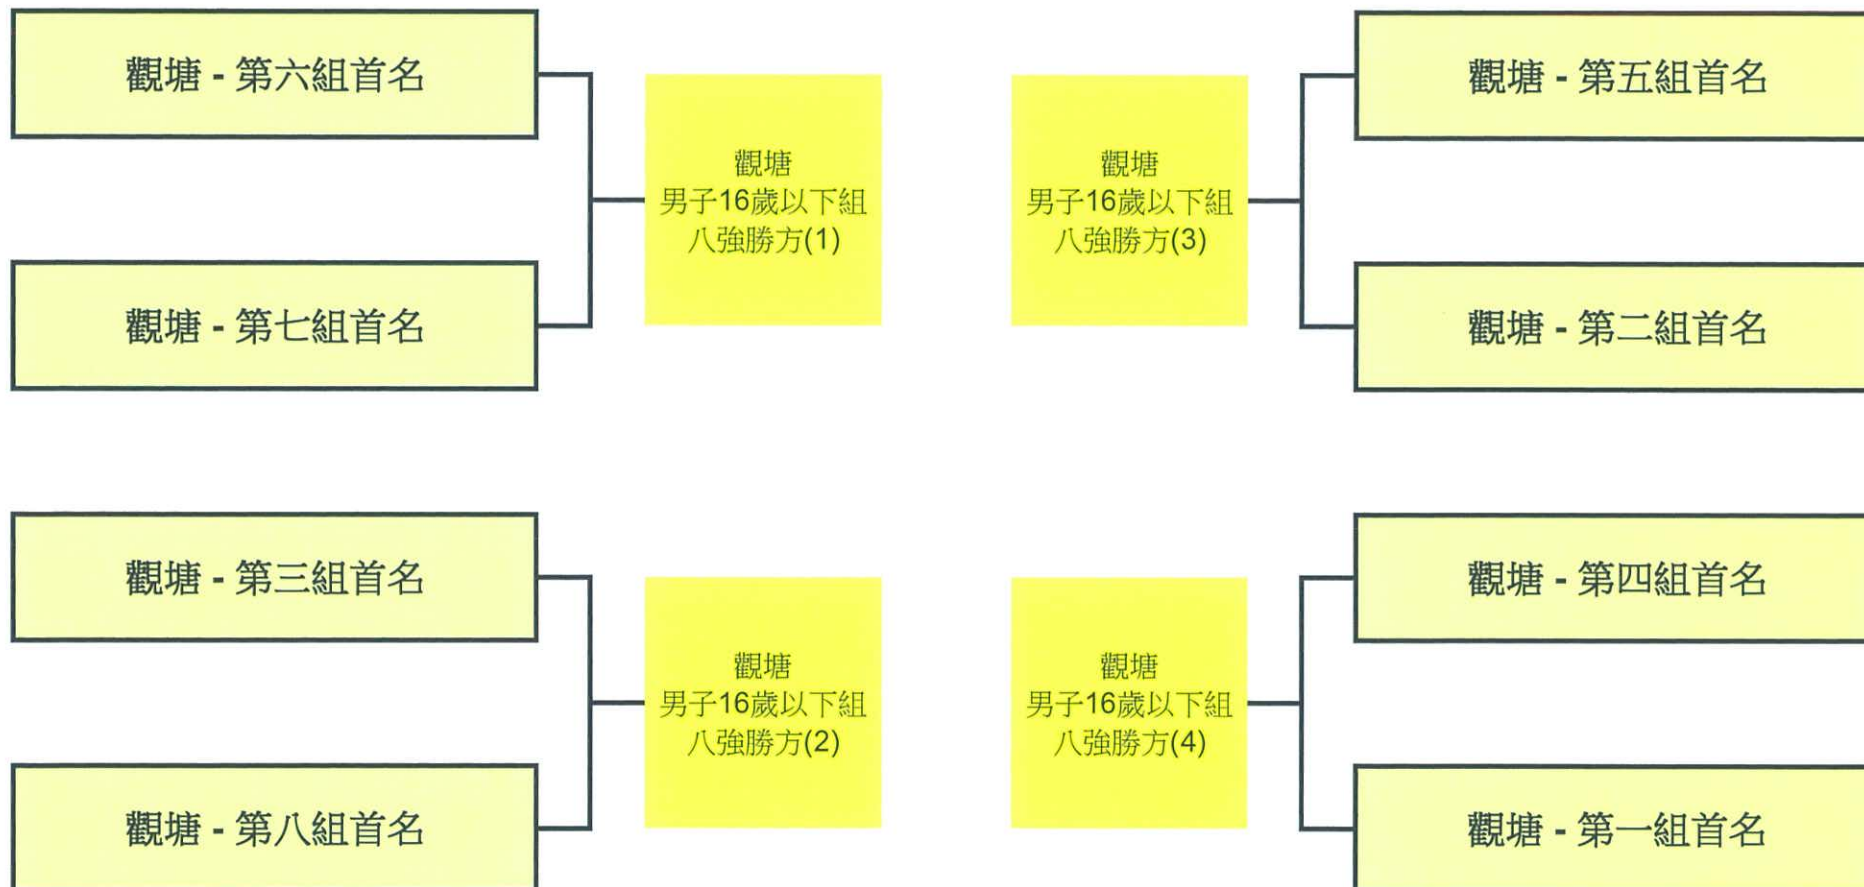 觀塘 - 第六組首名
觀塘 - 第七組首名
觀塘
男子16歲以下組
八強勝方(1)
觀塘
男子16歲以下組
八強勝方(3)
觀塘 - 第五組首名
觀塘 - 第二組首名
觀塘 - 第三組首名
觀塘 - 第八組首名
觀塘
男子16歲以下組
八強勝方(2)
觀塘
男子16歲以下組
八強勝方(4)
觀塘 - 第四組首名
觀塘 - 第一組首名